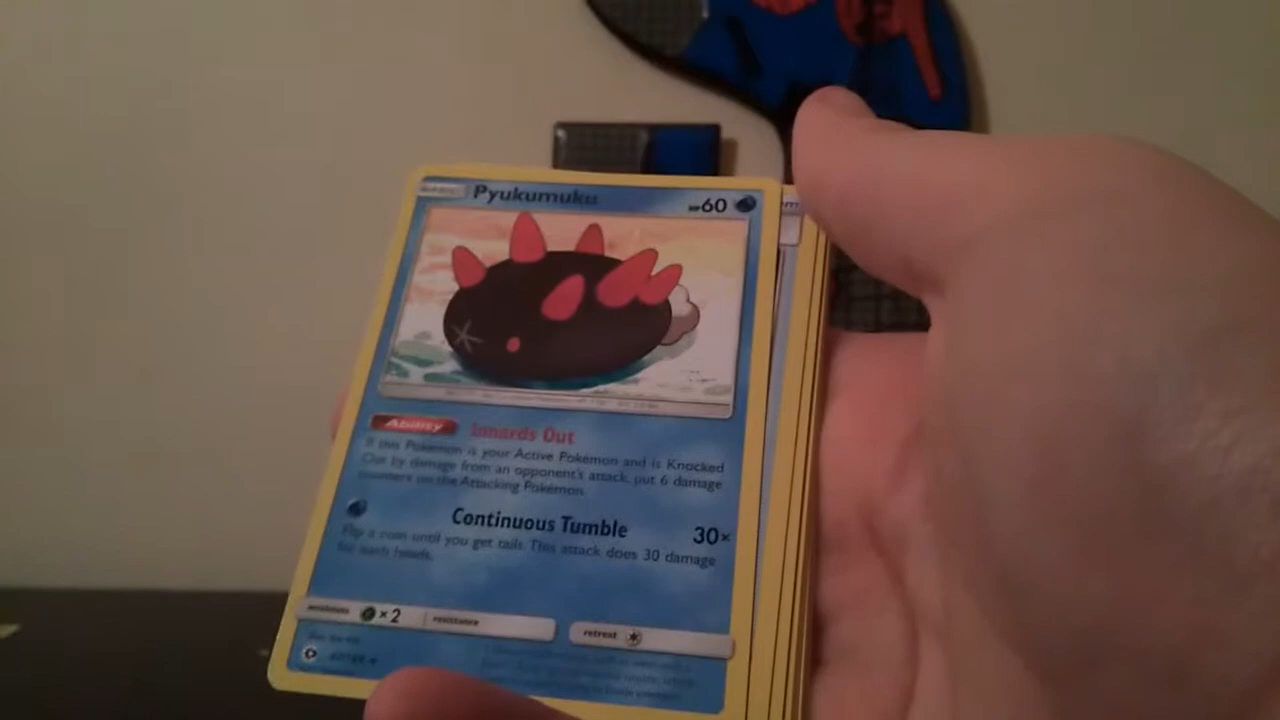 Pyukumuku
HP60
Ability Innards Out
If this Pokémon is your Active Pokémon and is Knocked
Out by damage from an opponent's attack, put 6 damage
counters on the Attacking Pokémon.
Continuous Tumble 30×
Flip a coin until you get tails. This attack does 30 damage
for each heads.
weakness ×2 resistance
retreat